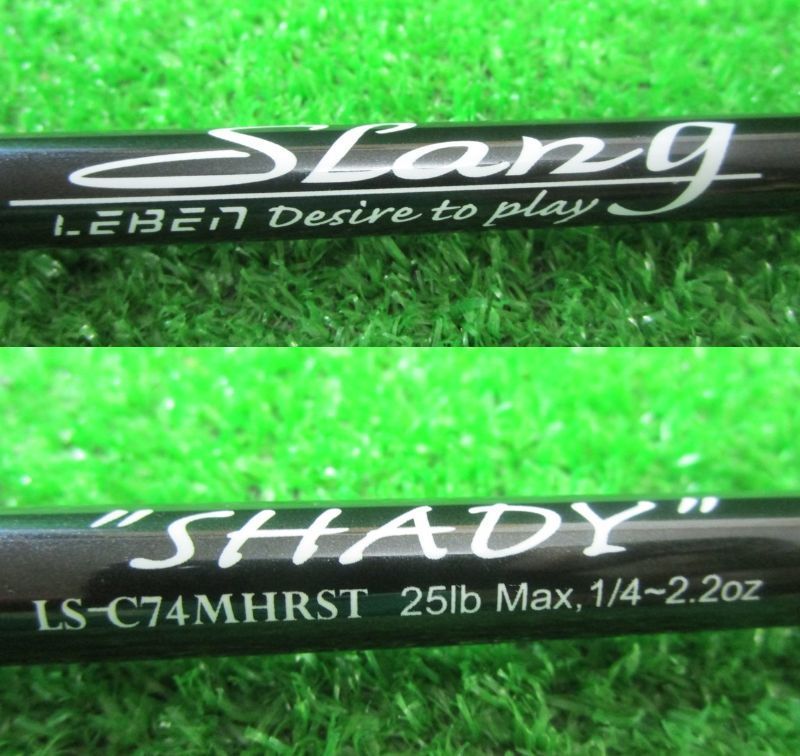 Slang
LEBEN Desire to play
"SHADY"
LS-C74MHRST 25lb Max, 1/4~2.2oz